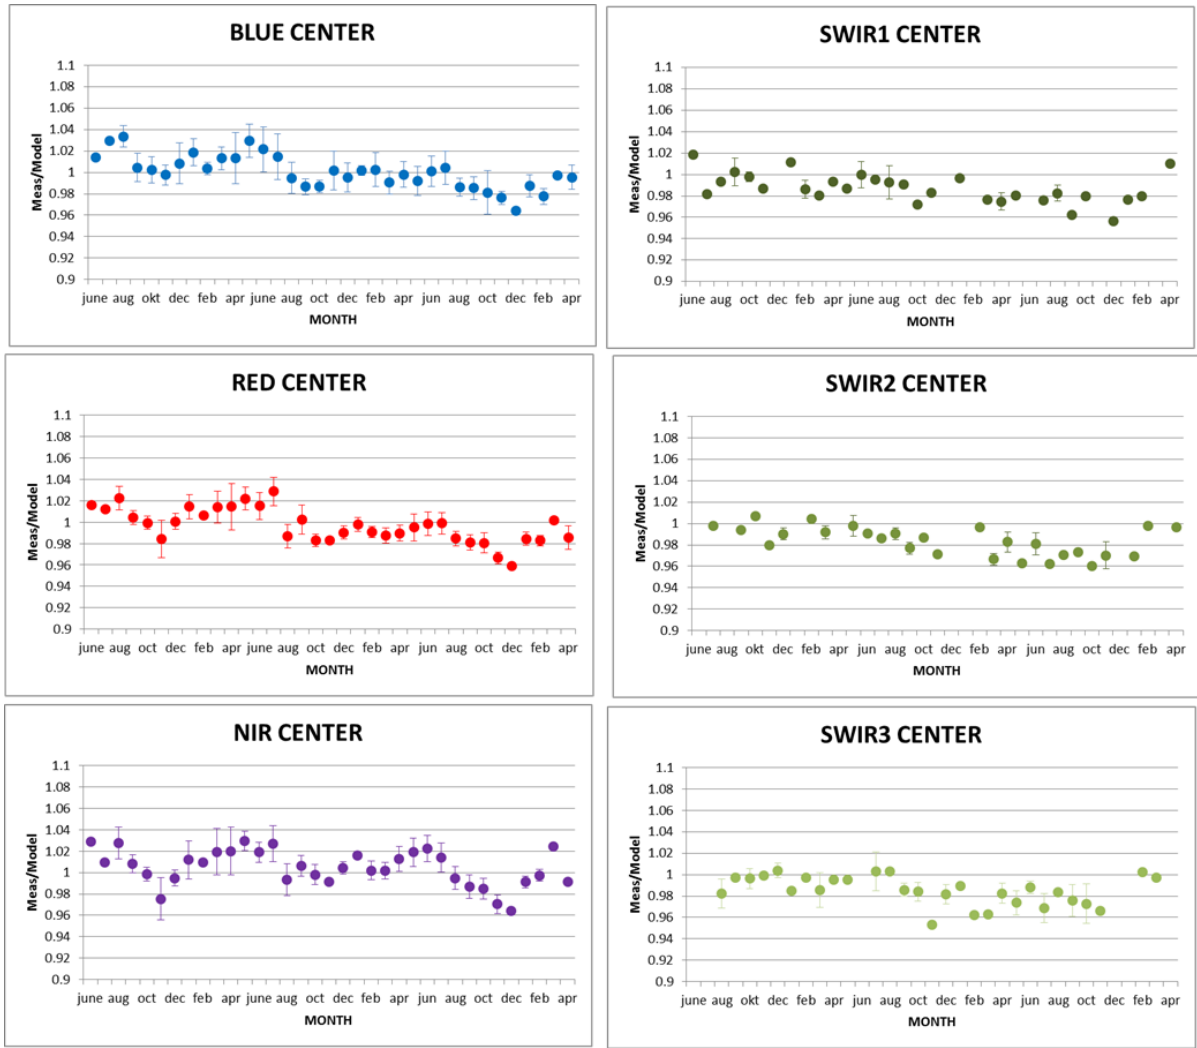 BLUE CENTER
Meas/Model
1.1
1.08
1.06
1.04
1.02
1
0.98
0.96
0.94
0.92
0.9
june aug okt dec feb apr june aug oct dec feb apr jun aug oct dec feb apr
MONTH
SWIR1 CENTER
Meas/Model
1.1
1.08
1.06
1.04
1.02
1
0.98
0.96
0.94
0.92
0.9
june aug oct dec feb apr june aug oct dec feb apr jun aug oct dec feb apr
MONTH
RED CENTER
Meas/Model
1.1
1.08
1.06
1.04
1.02
1
0.98
0.96
0.94
0.92
0.9
june aug oct dec feb apr june aug oct dec feb apr jun aug oct dec feb apr
MONTH
SWIR2 CENTER
Meas/Model
1.1
1.08
1.06
1.04
1.02
1
0.98
0.96
0.94
0.92
0.9
june aug okt dec feb apr jun aug oct dec feb apr jun aug oct dec feb apr
MONTH
NIR CENTER
Meas/Model
1.1
1.08
1.06
1.04
1.02
1
0.98
0.96
0.94
0.92
0.9
june aug oct dec feb apr june aug oct dec feb apr jun aug oct dec feb apr
MONTH
SWIR3 CENTER
Meas/Model
1.1
1.08
1.06
1.04
1.02
1
0.98
0.96
0.94
0.92
0.9
june aug oct dec feb apr june aug oct dec feb apr jun aug oct dec feb apr
MONTH